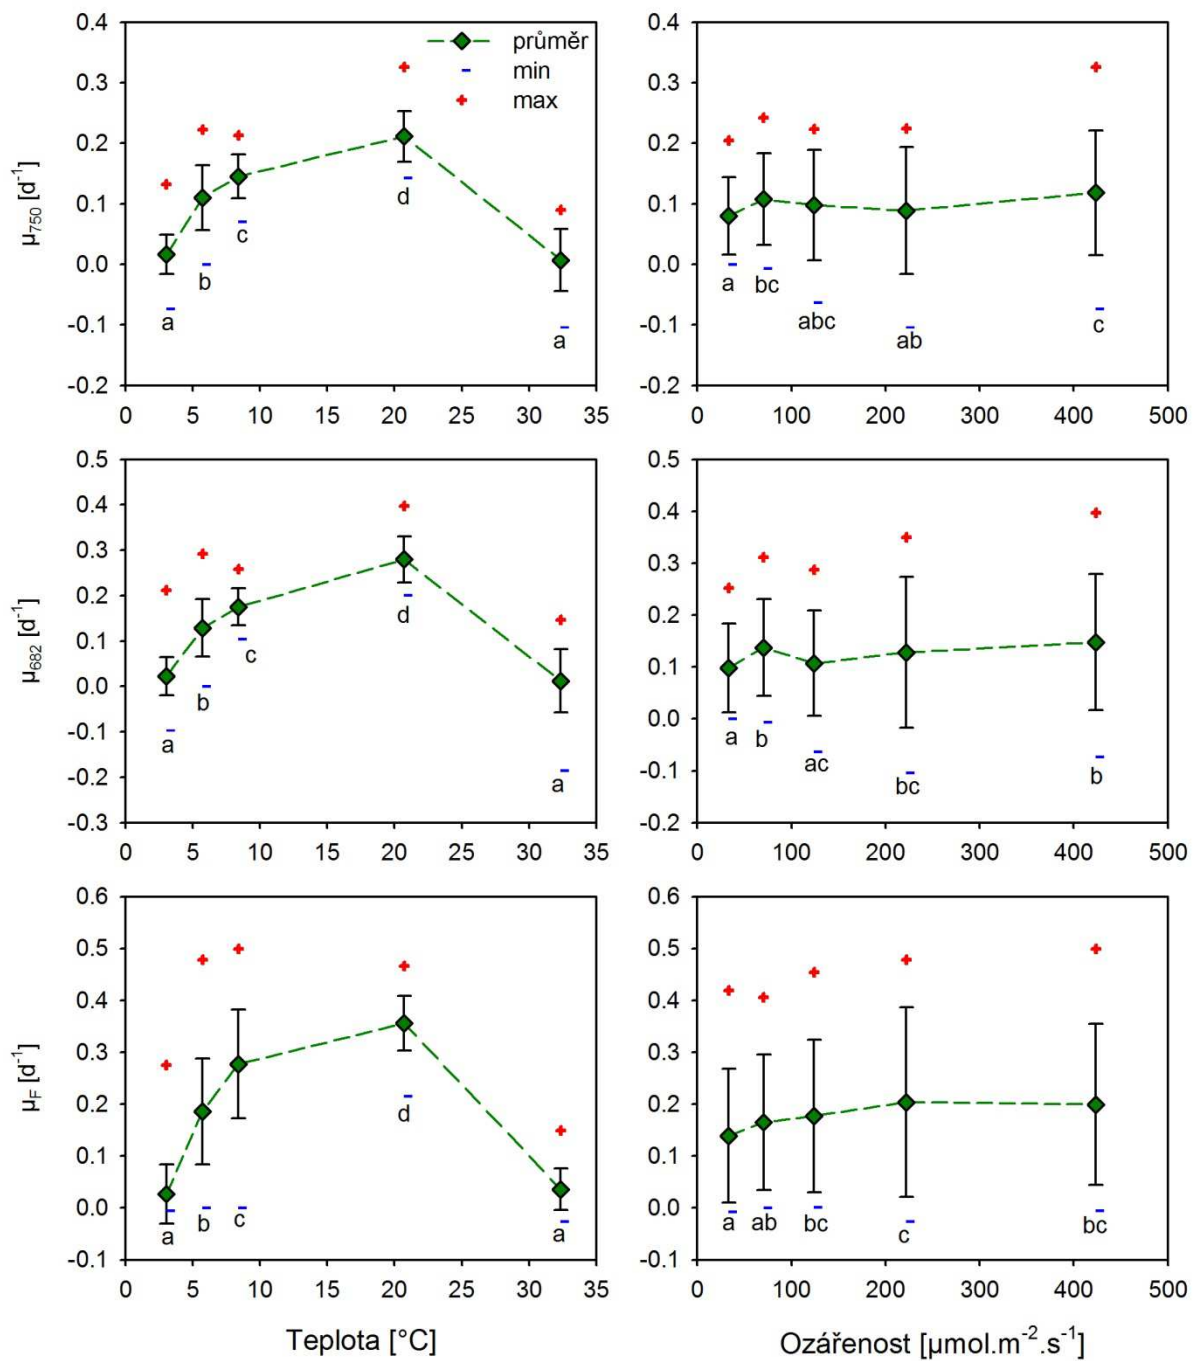 0.4
0.3
0.2
0.1
0.0
-0.1
-0.2
μ750 [d-1]
průměr
min
max
a
b
c
d
a
0 5 10 15 20 25 30 35
0.4
0.3
0.2
0.1
0.0
-0.1
-0.2
a
bc
abc
ab
c
0 100 200 300 400 500
0.5
0.4
0.3
0.2
0.1
0.0
-0.1
-0.2
-0.3
μ682 [d-1]
a
b
c
d
a
0 5 10 15 20 25 30 35
0.5
0.4
0.3
0.2
0.1
0.0
-0.1
-0.2
a
b
ac
bc
b
0 100 200 300 400 500
0.6
0.5
0.4
0.3
0.2
0.1
0.0
-0.1
μF [d-1]
a
b
c
d
a
0 5 10 15 20 25 30 35
Teplota [°C]
0.6
0.5
0.4
0.3
0.2
0.1
0.0
-0.1
a
ab
bc
c
bc
0 100 200 300 400 500
Ozářenost [μmol.m-2.s-1]